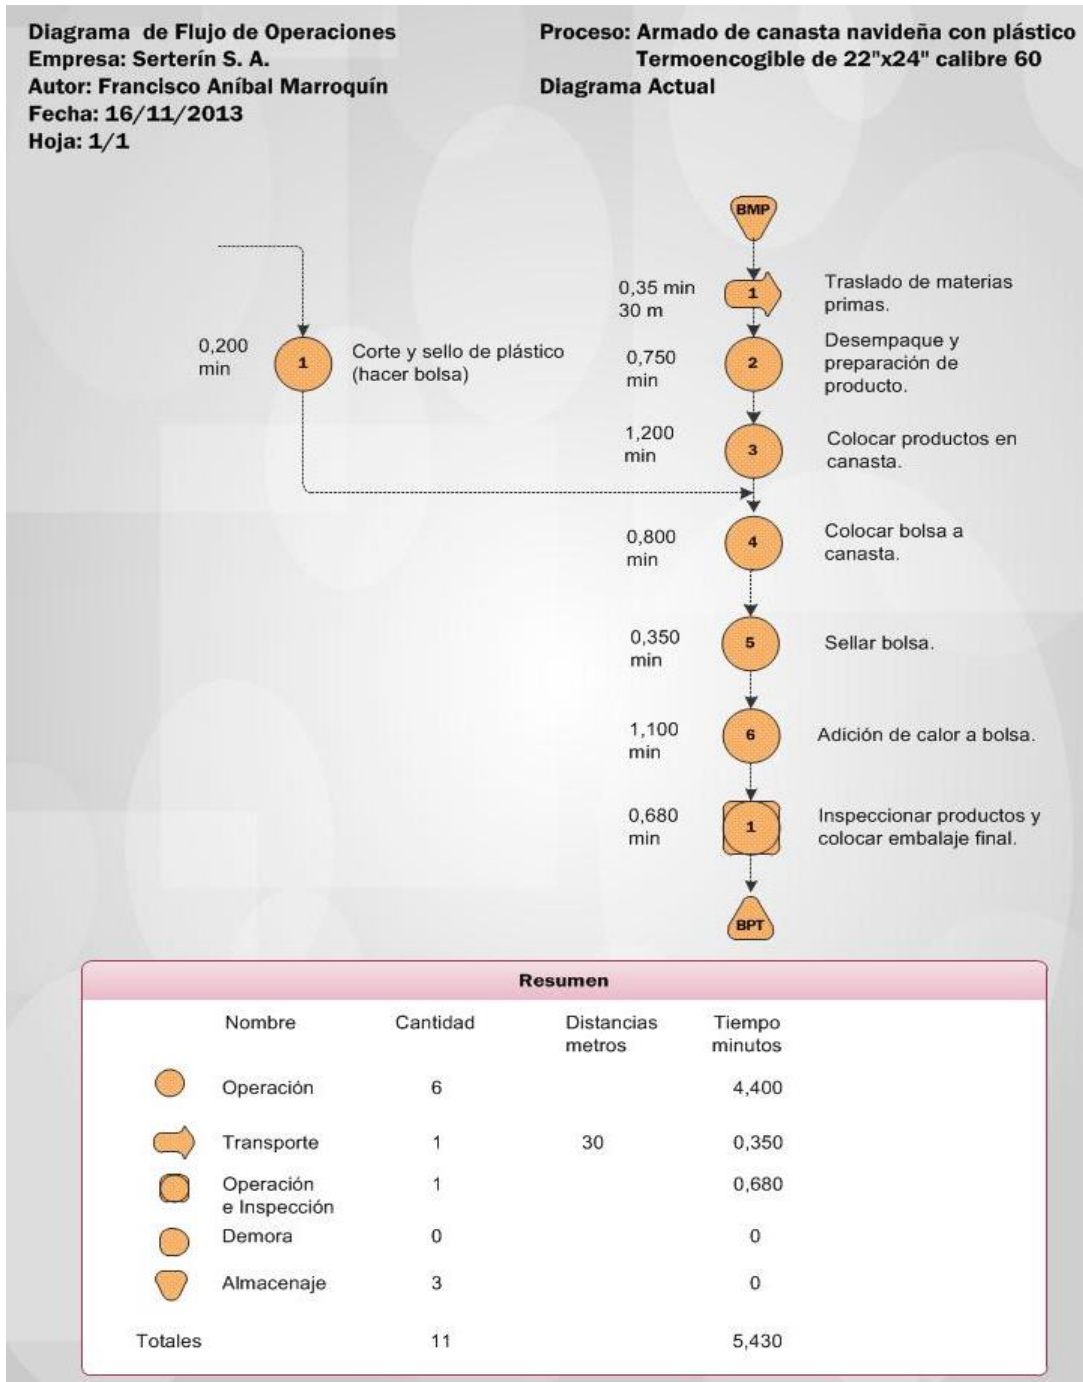 Diagrama  de Flujo de Operaciones
Empresa: Serterín S. A.
Autor: Francisco Aníbal Marroquín
Fecha: 16/11/2013
Hoja: 1/1
Proceso: Armado de canasta navideña con plástico
Termoencogible de 22"x24" calibre 60
Diagrama Actual
BMP
0,35 min
30 m
1
Traslado de materias
primas.
0,200
min
1
Corte y sello de plástico
(hacer bolsa)
0,750
min
2
Desempaque y
preparación de
producto.
1,200
min
3
Colocar productos en
canasta.
0,800
min
4
Colocar bolsa a
canasta.
0,350
min
5
Sellar bolsa.
1,100
min
6
Adición de calor a bolsa.
0,680
min
1
Inspeccionar productos y
colocar embalaje final.
BPT
Resumen
Nombre Cantidad Distancias Tiempo
metros minutos
Operación 6 4,400
Transporte 1 30 0,350
Operación 1 0,680
e Inspección
Demora 0 0
Almacenaje 3 0
Totales 11 5,430